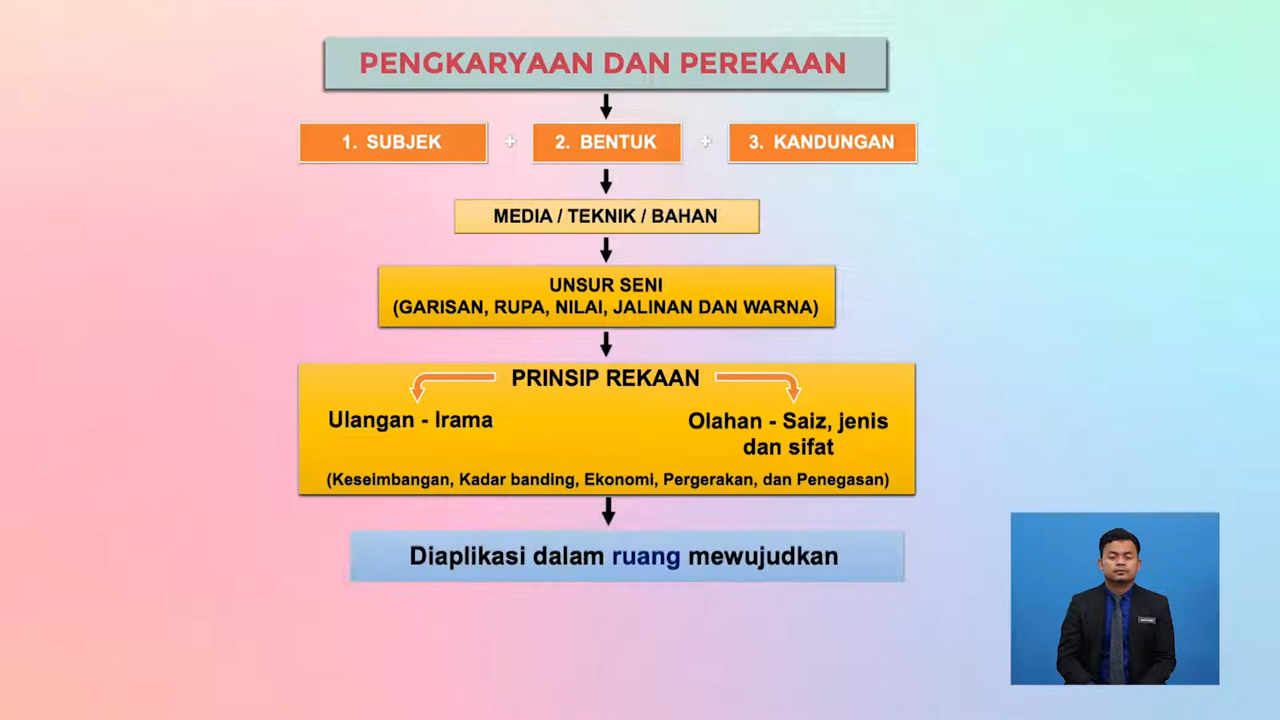 PENGKARYAAN DAN PEREKAAN
1. SUBJEK + 2. BENTUK + 3. KANDUNGAN
MEDIA / TEKNIK / BAHAN
UNSUR SENI
(GARISAN, RUPA, NILAI, JALINAN DAN WARNA)
PRINSIP REKAAN
Ulangan - Irama
Olahan - Saiz, jenis
dan sifat
(Keseimbangan, Kadar banding, Ekonomi, Pergerakan, dan Penegasan)
Diaplikasi dalam ruang mewujudkan